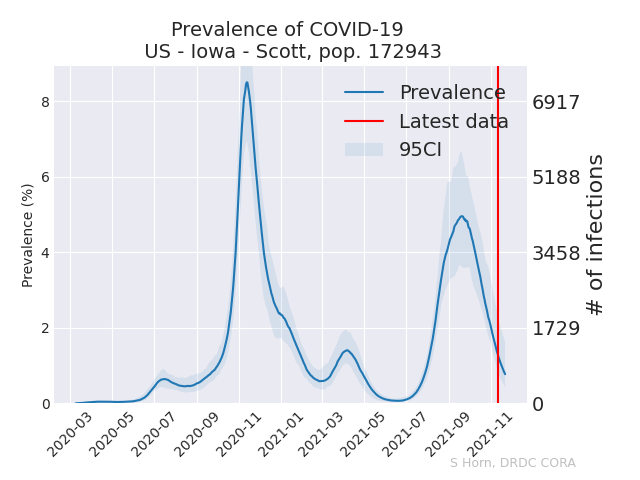 Prevalence of COVID-19
US - Iowa - Scott, pop. 172943
Prevalence
Latest data
95CI
8
6
4
2
0
Prevalence (%)
6917
5188
3458
1729
0
# of infections
2020-03
2020-05
2020-07
2020-09
2020-11
2021-01
2021-03
2021-05
2021-07
2021-09
2021-11
S Horn, DRDC CORA